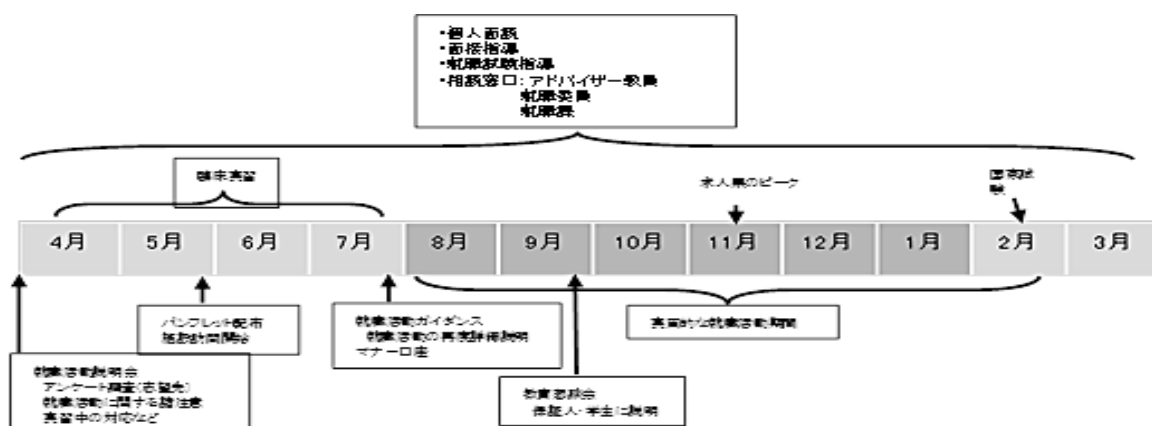 ・個人面談
・面接指導
・就職試験指導
・相談窓口：アドバイザー教員
就職委員
就職課
臨床実習
求人票のピーク
国家試
験
4月 5月 6月 7月 8月 9月 10月 11月 12月 1月 2月 3月
パンフレット配布
施設訪問開始
就職活動ガイダンス
就職活動の再度詳細説明
マナー口座
実質的な就職活動期間
就職活動説明会
アンケート調査(志望先)
就職活動に関する諸注意
実習中の対応など
教育懇談会
保証人・学生に説明